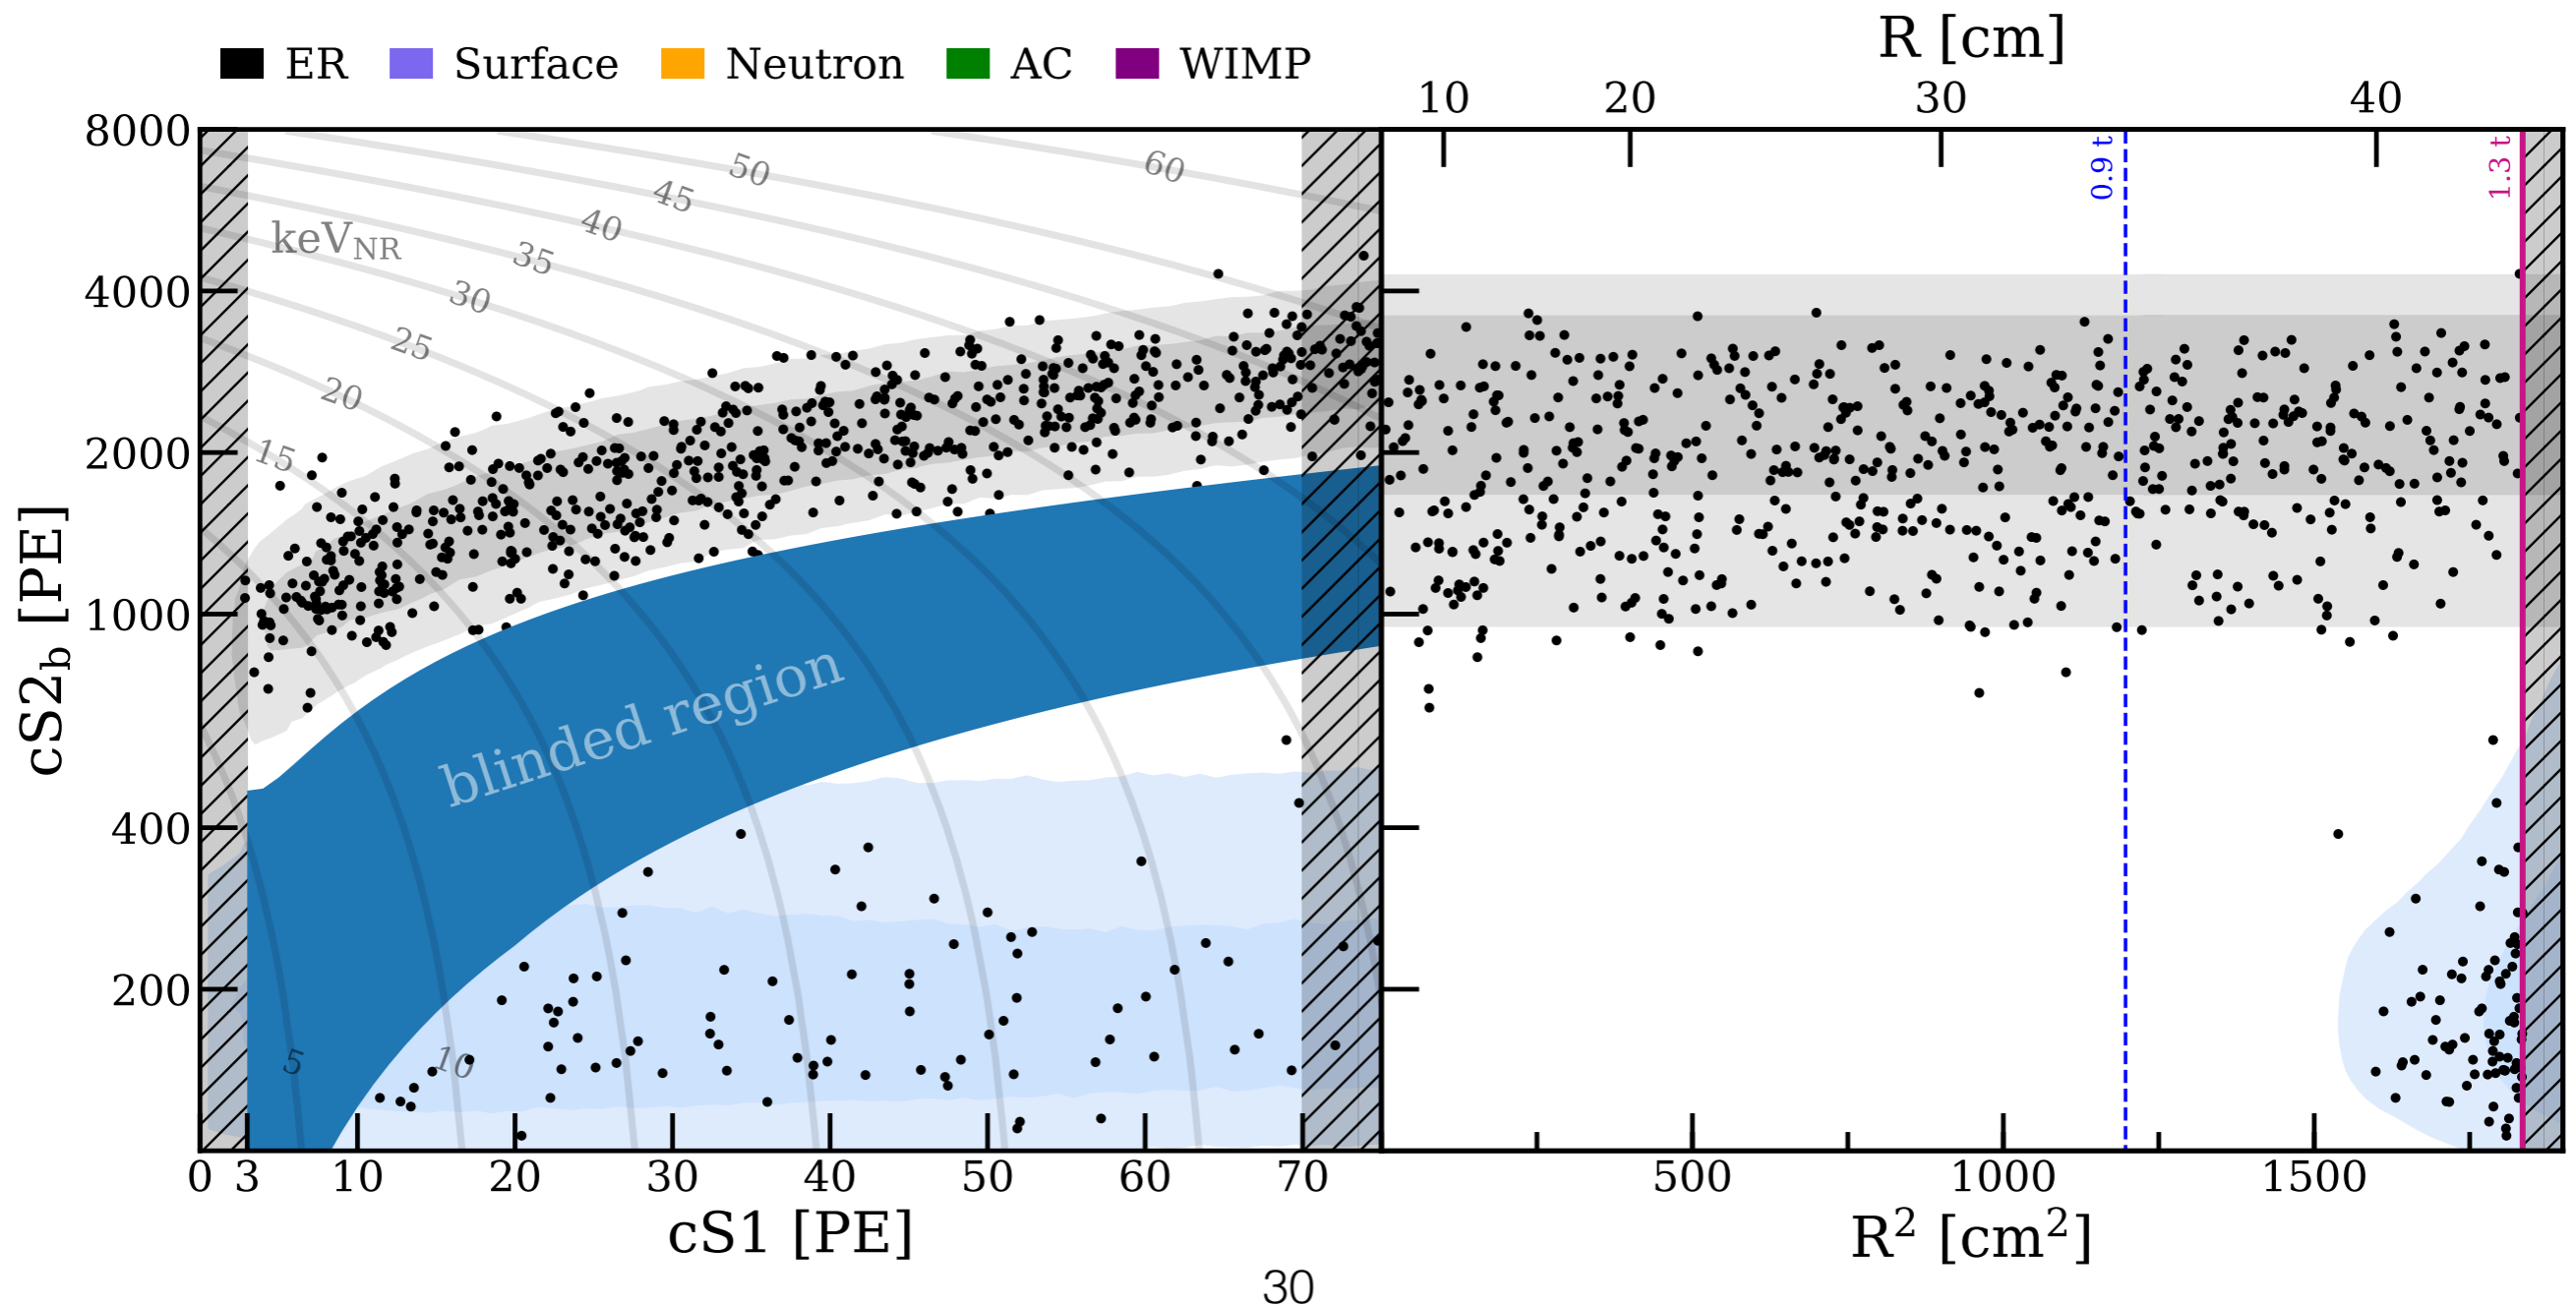 ER Surface Neutron AC WIMP
R [cm]
10 20 30 40
8000
4000
2000
1000
400
200
cS2b [PE]
keVNR
15 20 25 30 35 40 45 50 60
5 10
blinded region
0.9 t
1.3 t
0 3 10 20 30 40 50 60 70
500 1000 1500
cS1 [PE]
R² [cm²]
30